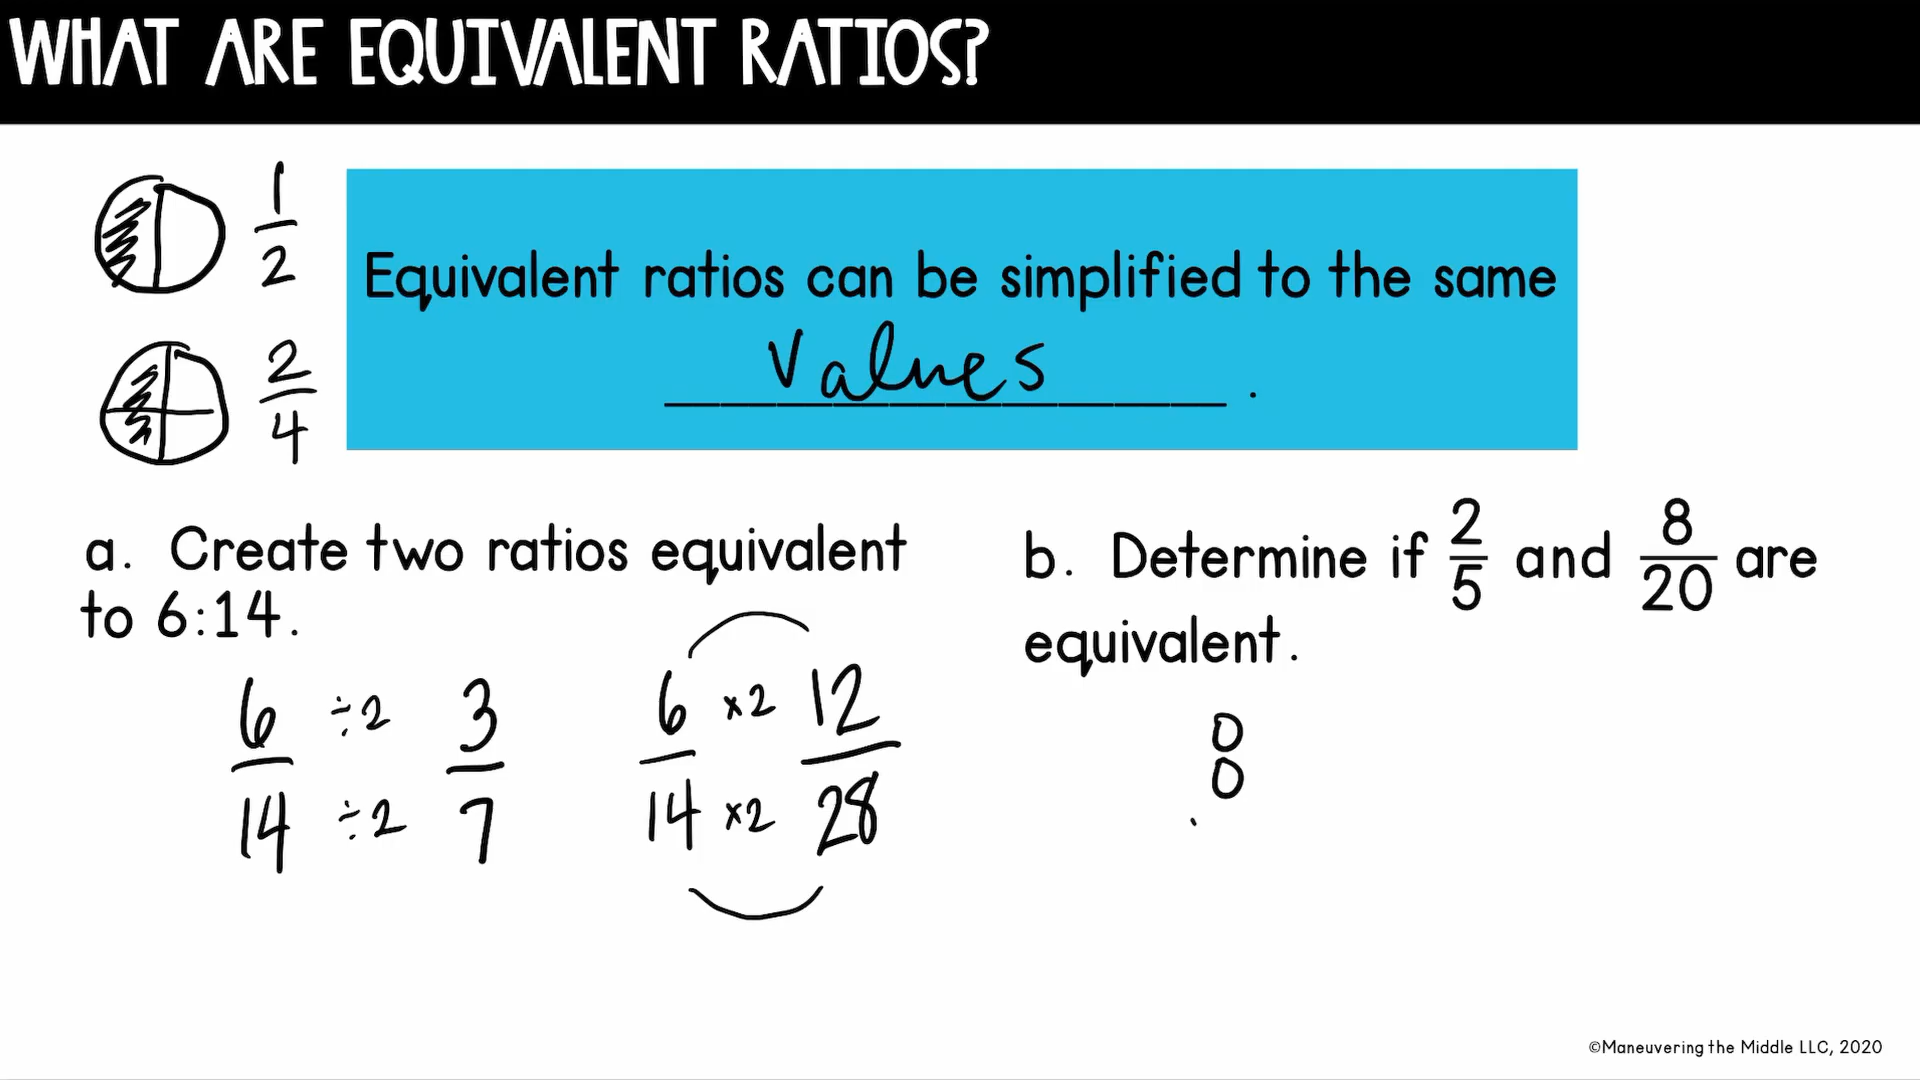 WHAT ARE EQUIVALENT RATIOS?
1/2
2/4
Equivalent ratios can be simplified to the same
values.
a. Create two ratios equivalent
to 6:14.
6/14 ÷2 ÷2 3/7
6/14 ×2 ×2 12/28
b. Determine if 2/5 and 8/20 are
equivalent.
8
©Maneuvering the Middle LLC, 2020